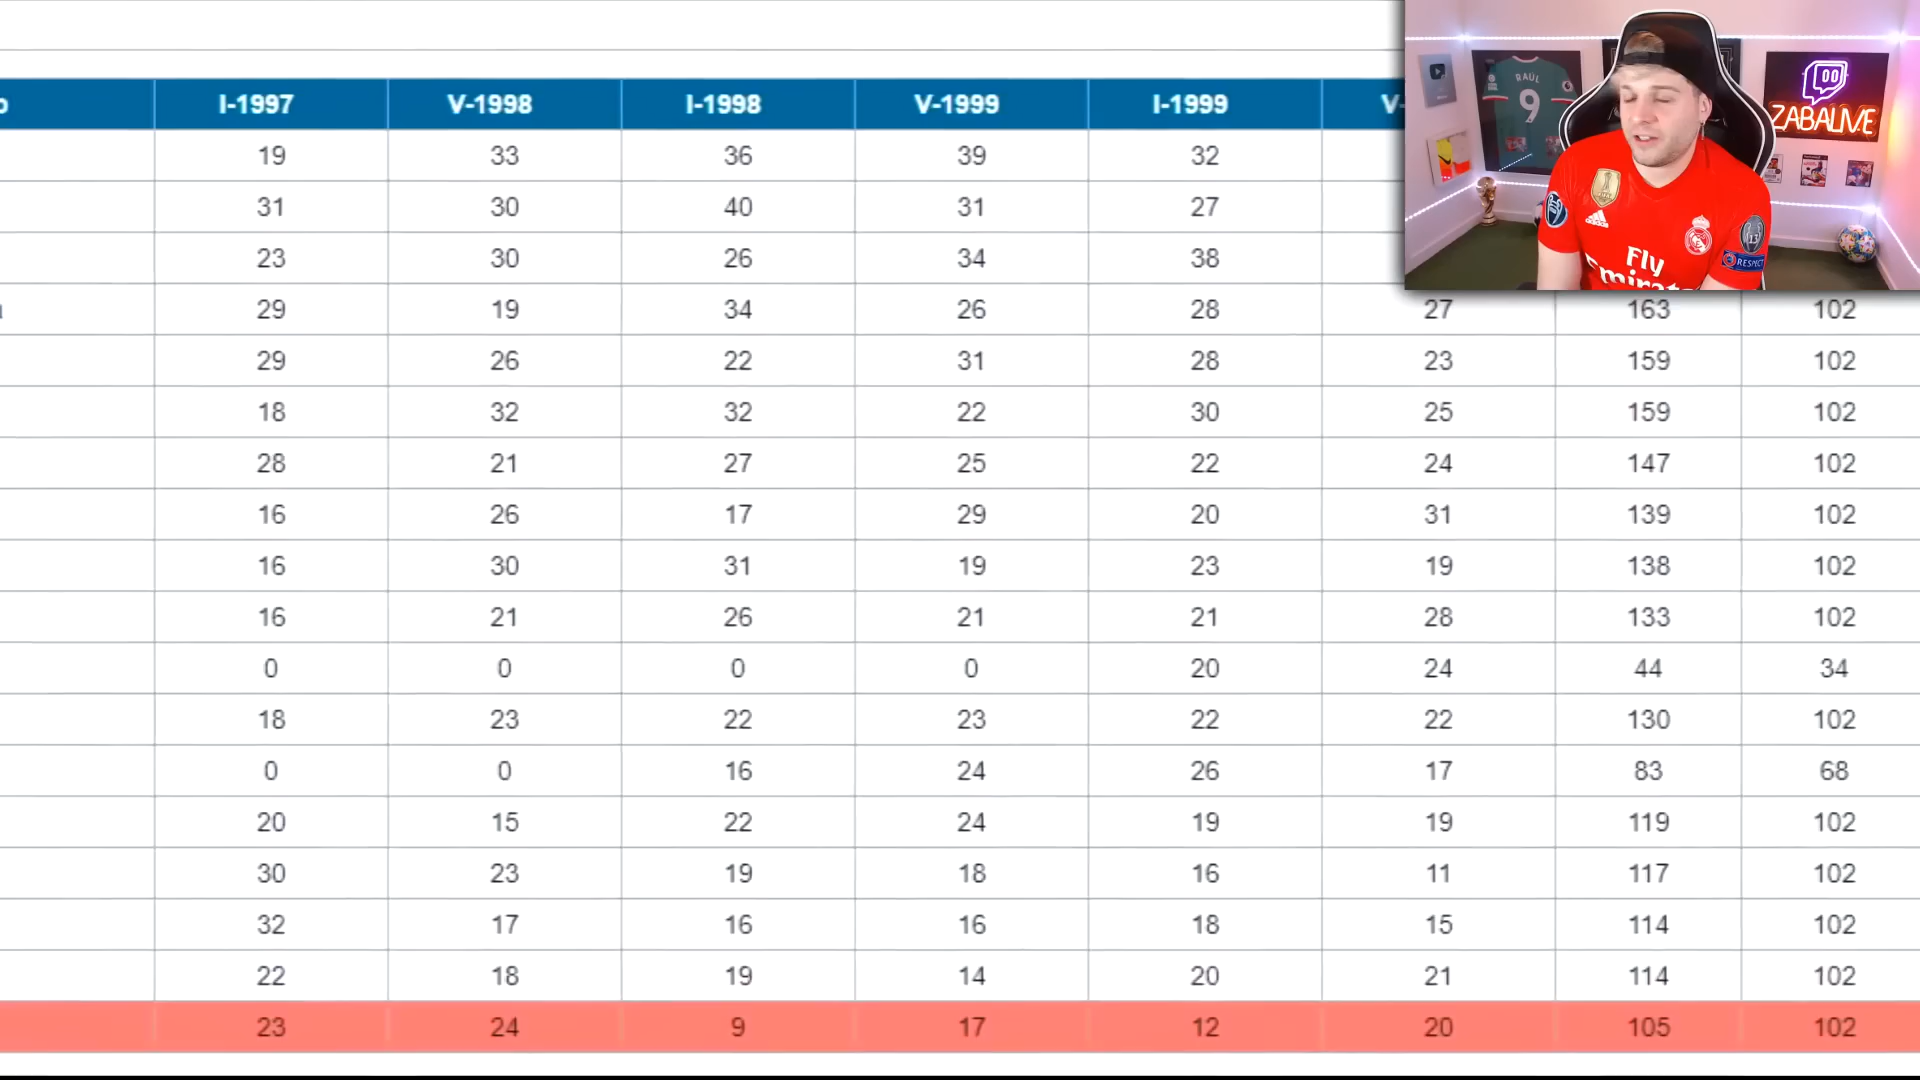 I-1997 V-1998 I-1998 V-1999 I-1999 V-
19 33 36 39 32
31 30 40 31 27
23 30 26 34 38
29 19 34 26 28 27 163 102
29 26 22 31 28 23 159 102
18 32 32 22 30 25 159 102
28 21 27 25 22 24 147 102
16 26 17 29 20 31 139 102
16 30 31 19 23 19 138 102
16 21 26 21 21 28 133 102
0 0 0 0 20 24 44 34
18 23 22 23 22 22 130 102
0 0 16 24 26 17 83 68
20 15 22 24 19 19 119 102
30 23 19 18 16 11 117 102
32 17 16 16 18 15 114 102
22 18 19 14 20 21 114 102
23 24 9 17 12 20 105 102
RAÚL
9
ZABALIVE
adidas
13
RESPECT
Fly
Emirates